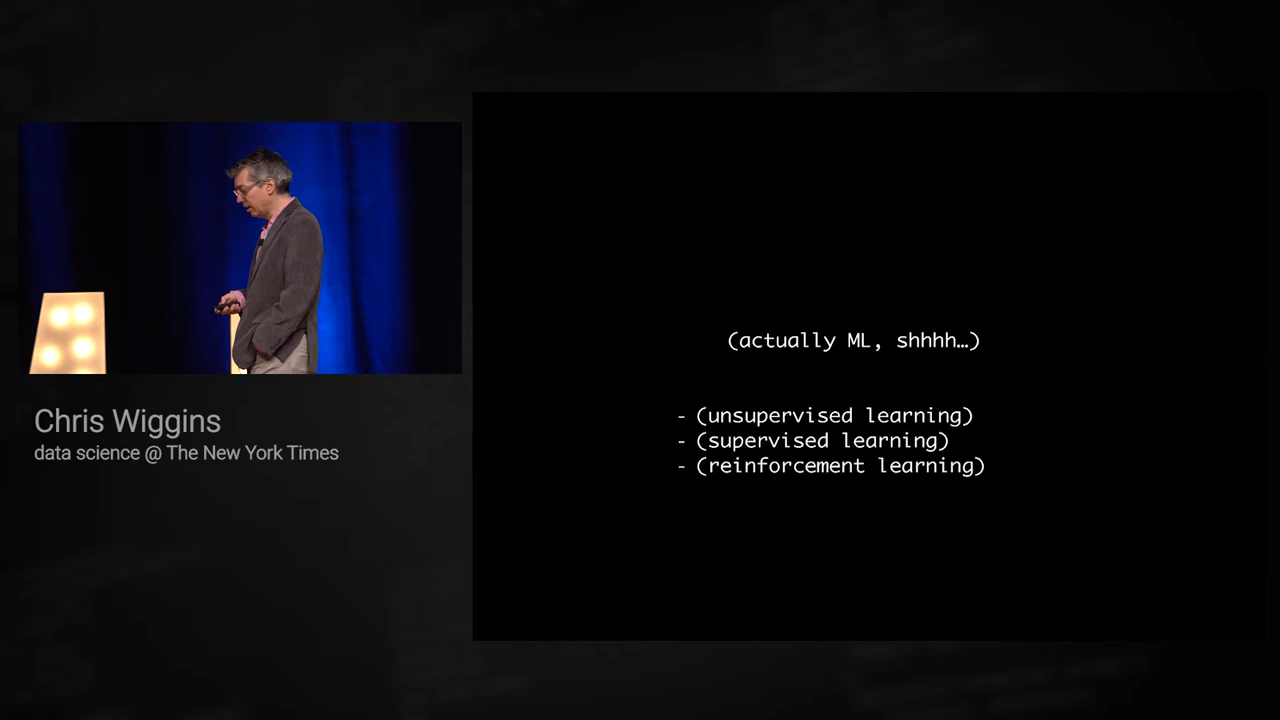 Chris Wiggins
data science @ The New York Times
(actually ML, shhhh…)
- (unsupervised learning)
- (supervised learning)
- (reinforcement learning)